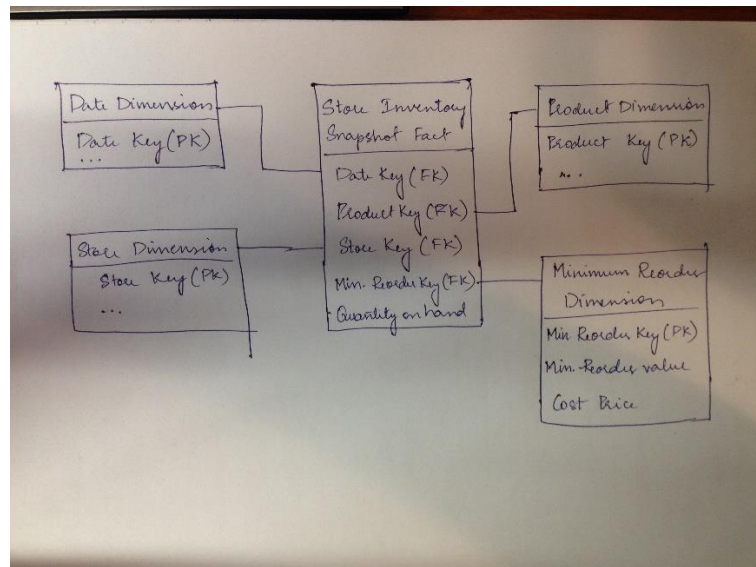 Date Dimension
Date Key (PK)
...
Store Dimension
Store Key (PK)
...
Store Inventory
Snapshot Fact
Date Key (FK)
Product Key (FK)
Store Key (FK)
Min. Reorder Key (FK)
Quantity on hand
Product Dimension
Product Key (PK)
...
Minimum Reorder
Dimension
Min Reorder Key (PK)
Min. Reorder value
Cost Price